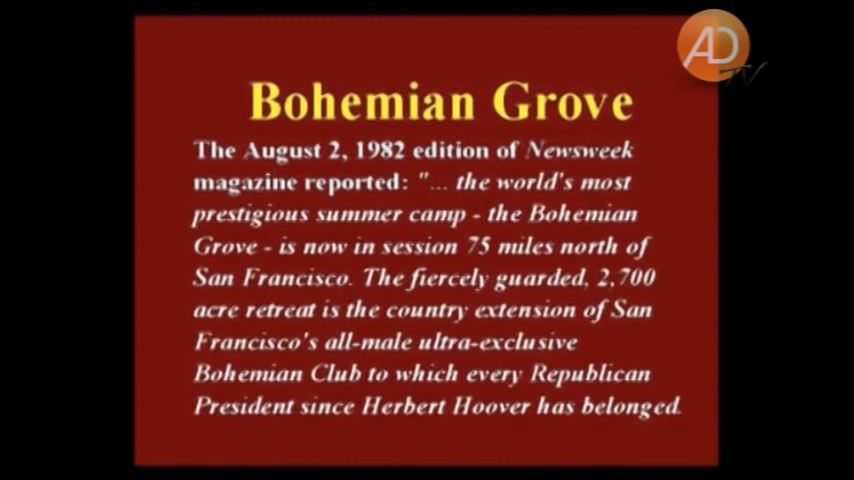 AD
TV
Bohemian Grove
The August 2, 1982 edition of Newsweek
magazine reported: "... the world's most
prestigious summer camp - the Bohemian
Grove - is now in session 75 miles north of
San Francisco. The fiercely guarded, 2,700
acre retreat is the country extension of San
Francisco's all-male ultra-exclusive
Bohemian Club to which every Republican
President since Herbert Hoover has belonged.